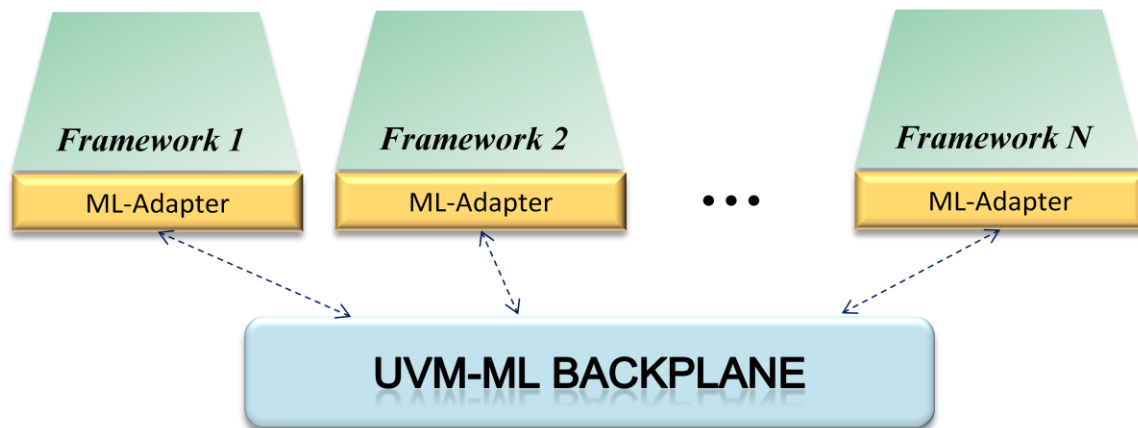 Framework 1
Framework 2
Framework N
ML-Adapter
ML-Adapter
•••
ML-Adapter
UVM-ML BACKPLANE